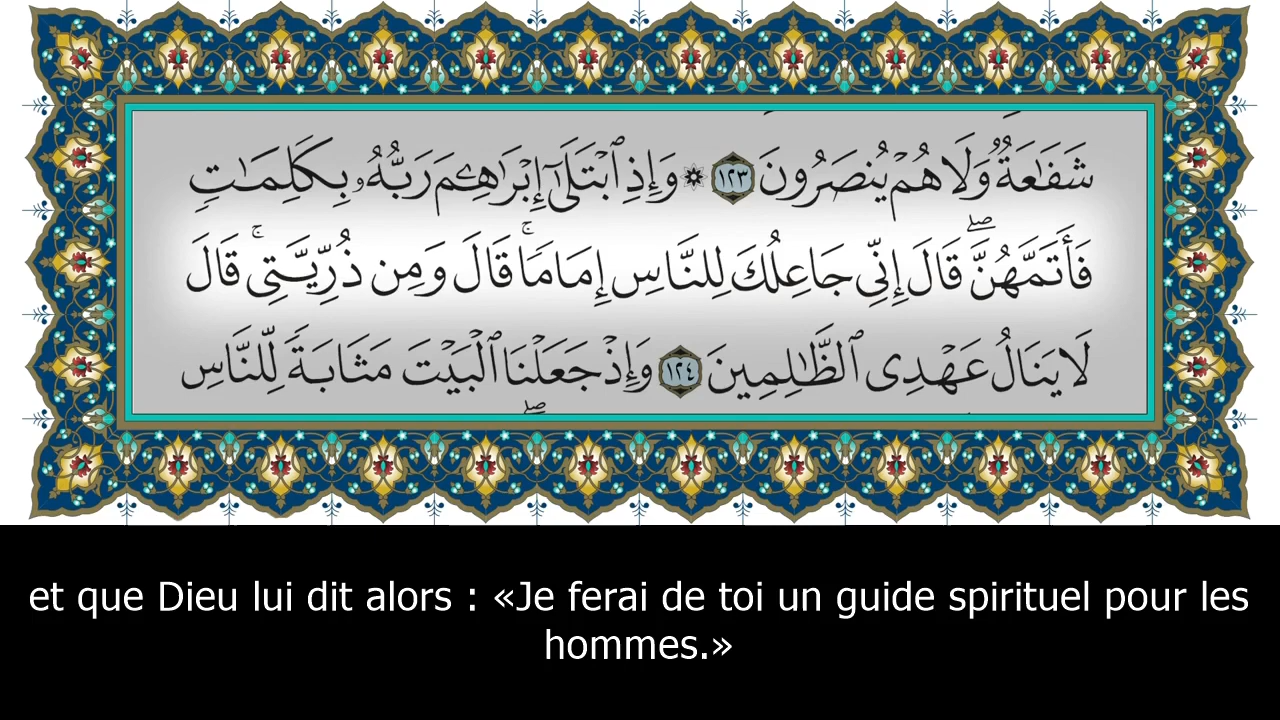 شَفَـٰعَةٌ وَلَا هُمْ يُنصَرُونَ ١٢٣ ۞ وَإِذِ ٱبْتَلَىٰٓ إِبْرَٰهِـۧمَ رَبُّهُۥ بِكَلِمَـٰتٍ
فَأَتَمَّهُنَّ ۖ قَالَ إِنِّى جَاعِلُكَ لِلنَّاسِ إِمَامًا ۚ قَالَ وَمِن ذُرِّيَّتِى ۚ قَالَ
لَا يَنَالُ عَهْدِى ٱلظَّـٰلِمِينَ ١٢٤ وَإِذْ جَعَلْنَا ٱلْبَيْتَ مَثَابَةً لِّلنَّاسِ
et que Dieu lui dit alors : «Je ferai de toi un guide spirituel pour les
hommes.»